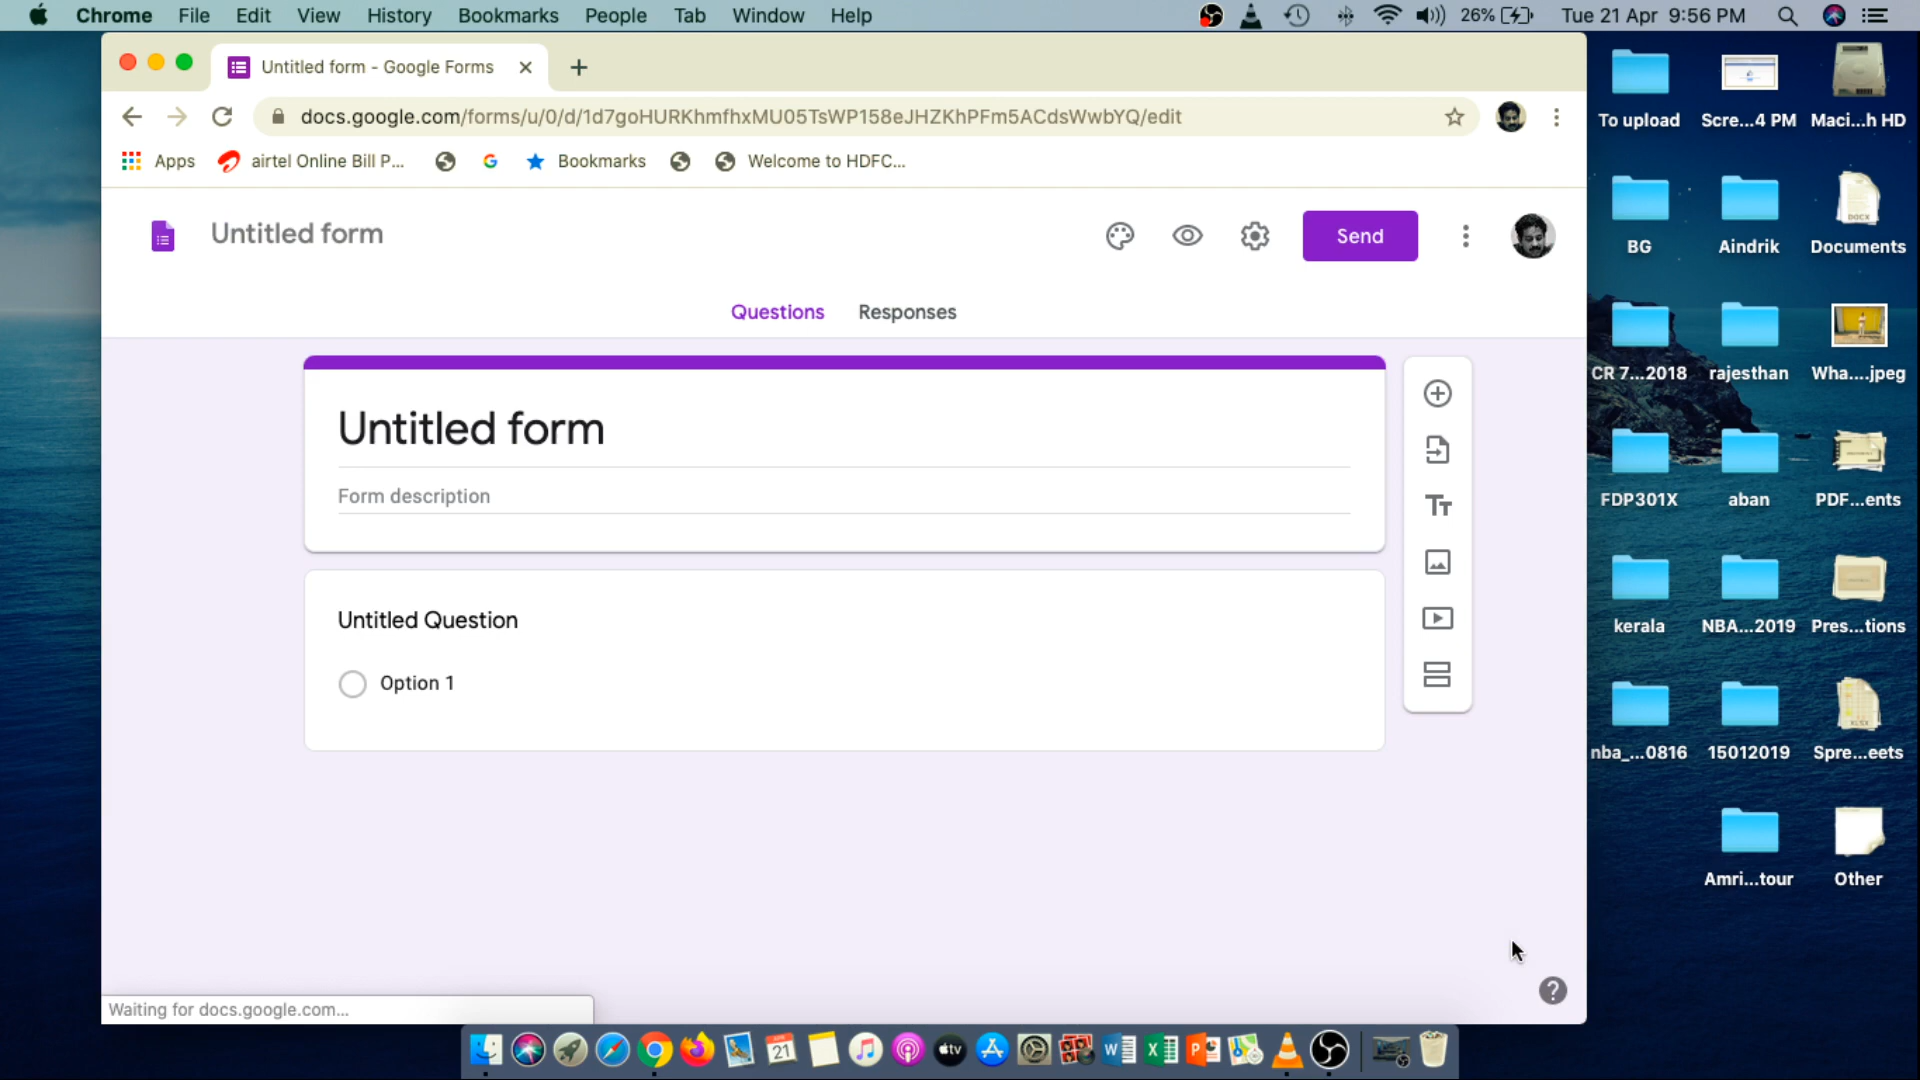 Chrome File Edit View History Bookmarks People Tab Window Help 26% Tue 21 Apr 9:56 PM
Untitled form - Google Forms
docs.google.com/forms/u/0/d/1d7goHURKhmfhxMU05TsWP158eJHZKhPFm5ACdsWwbYQ/edit
Apps airtel Online Bill P... Bookmarks Welcome to HDFC...
Untitled form
Send
Questions Responses
Untitled form
Form description
Untitled Question
Option 1
Waiting for docs.google.com...
To upload Scre...4 PM Maci...h HD
BG Aindrik Documents
CR 7...2018 rajesthan Wha....jpeg
FDP301X aban PDF...ents
kerala NBA...2019 Pres...tions
nba_...0816 15012019 Spre...eets
Amri...tour Other
DOCX
XLSX
21
tv